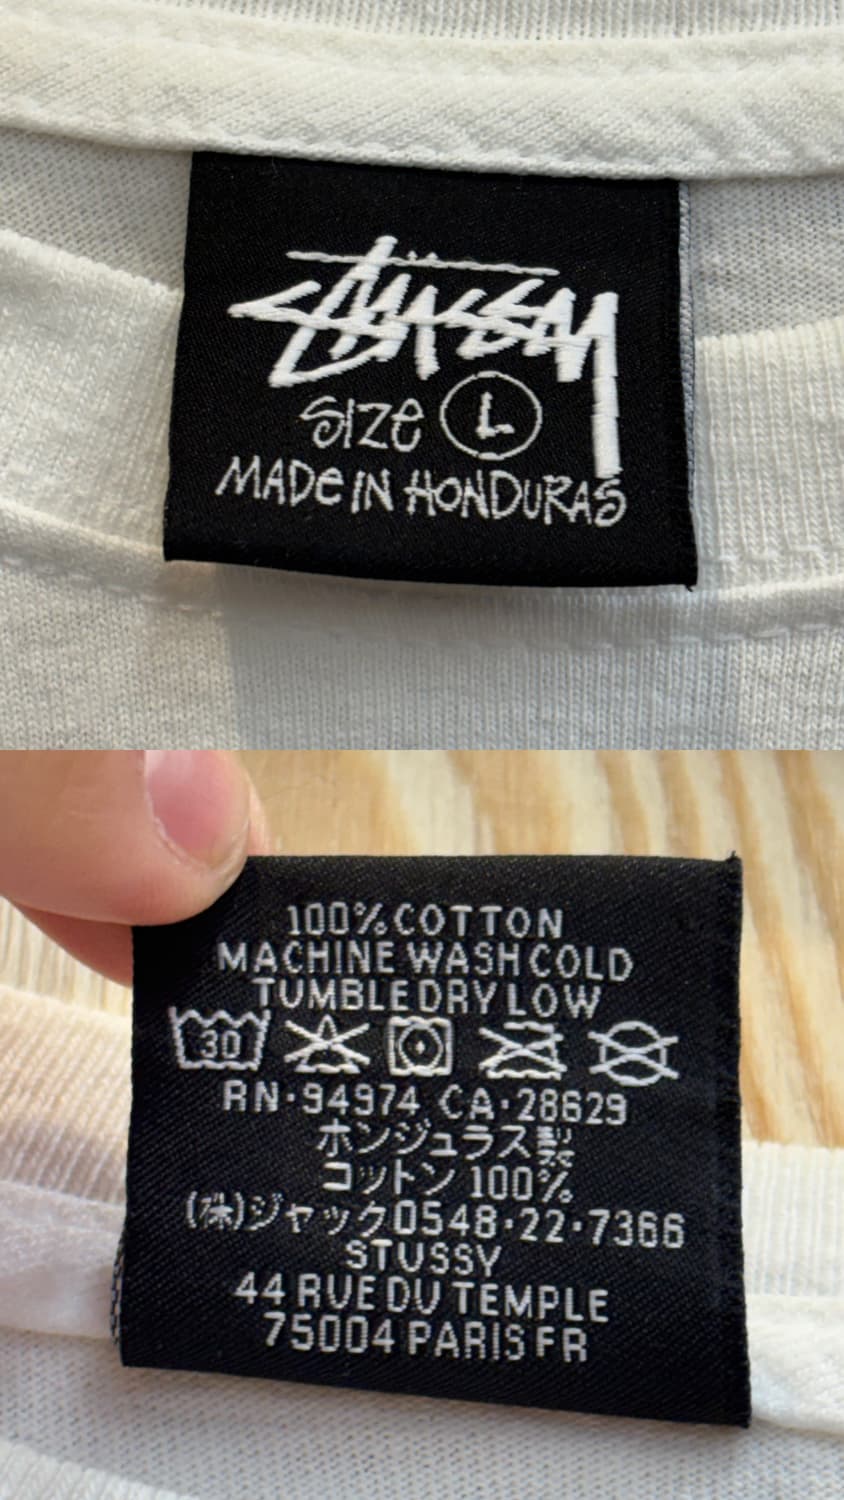 STÜSSY
SIZE L
MADE IN HONDURAS
100% COTTON
MACHINE WASH COLD
TUMBLE DRY LOW
30
RN·94974 CA·28629
ホンジュラス製
コットン 100%
(株)ジャック0548·22·7366
STUSSY
44 RUE DU TEMPLE
75004 PARIS FR